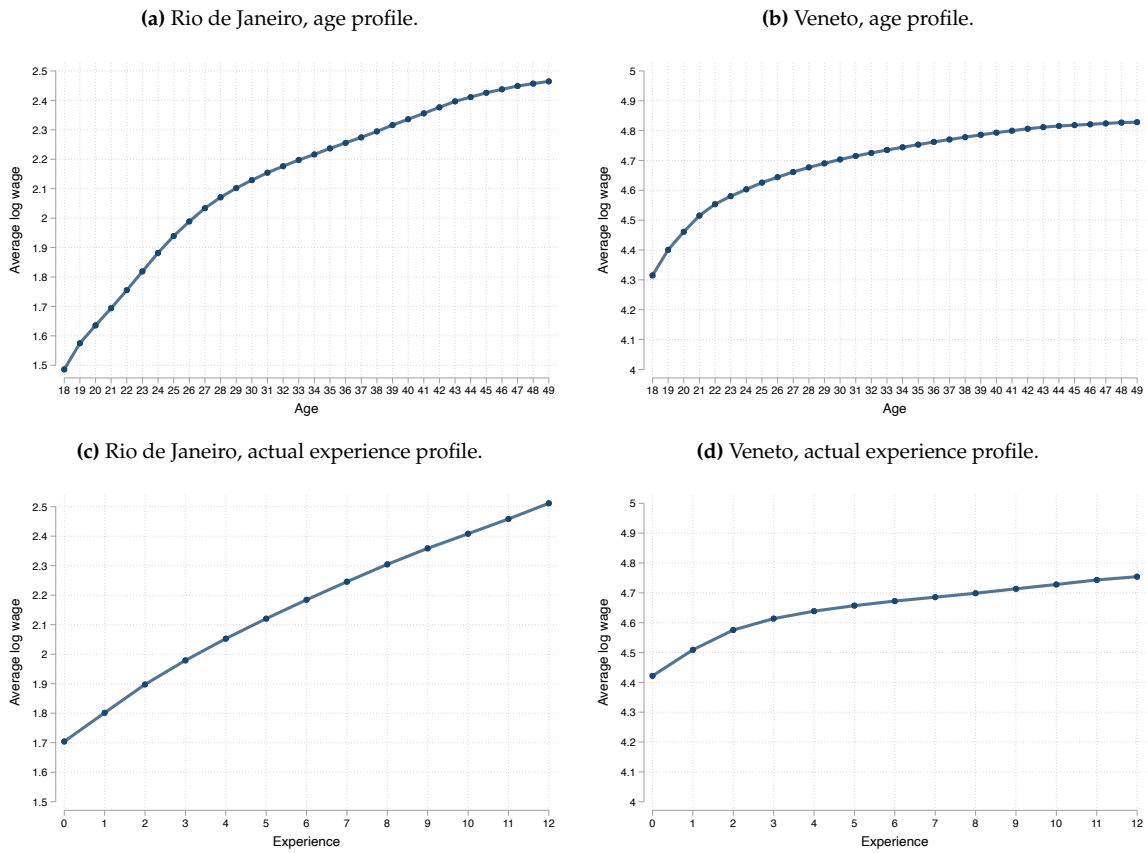 (a) Rio de Janeiro, age profile.
2.5
2.4
2.3
2.2
2.1
2
1.9
1.8
1.7
1.6
1.5
Average log wage
18 19 20 21 22 23 24 25 26 27 28 29 30 31 32 33 34 35 36 37 38 39 40 41 42 43 44 45 46 47 48 49
Age
(b) Veneto, age profile.
5
4.9
4.8
4.7
4.6
4.5
4.4
4.3
4.2
4.1
4
Average log wage
18 19 20 21 22 23 24 25 26 27 28 29 30 31 32 33 34 35 36 37 38 39 40 41 42 43 44 45 46 47 48 49
Age
(c) Rio de Janeiro, actual experience profile.
2.5
2.4
2.3
2.2
2.1
2
1.9
1.8
1.7
1.6
1.5
Average log wage
0 1 2 3 4 5 6 7 8 9 10 11 12
Experience
(d) Veneto, actual experience profile.
5
4.9
4.8
4.7
4.6
4.5
4.4
4.3
4.2
4.1
4
Average log wage
0 1 2 3 4 5 6 7 8 9 10 11 12
Experience